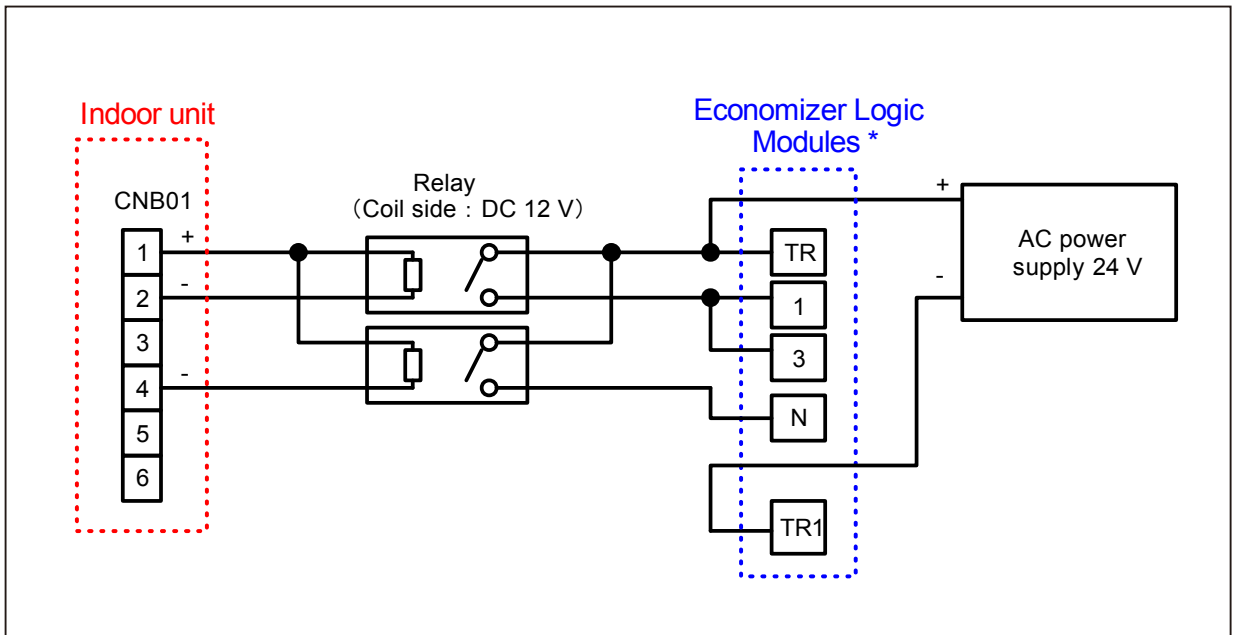 Indoor unit
CNB01
1
2
3
4
5
6
+
-
-
Relay
（Coil side：DC 12 V）
Economizer Logic
Modules *
TR
1
3
N
TR1
+
-
AC power
supply 24 V